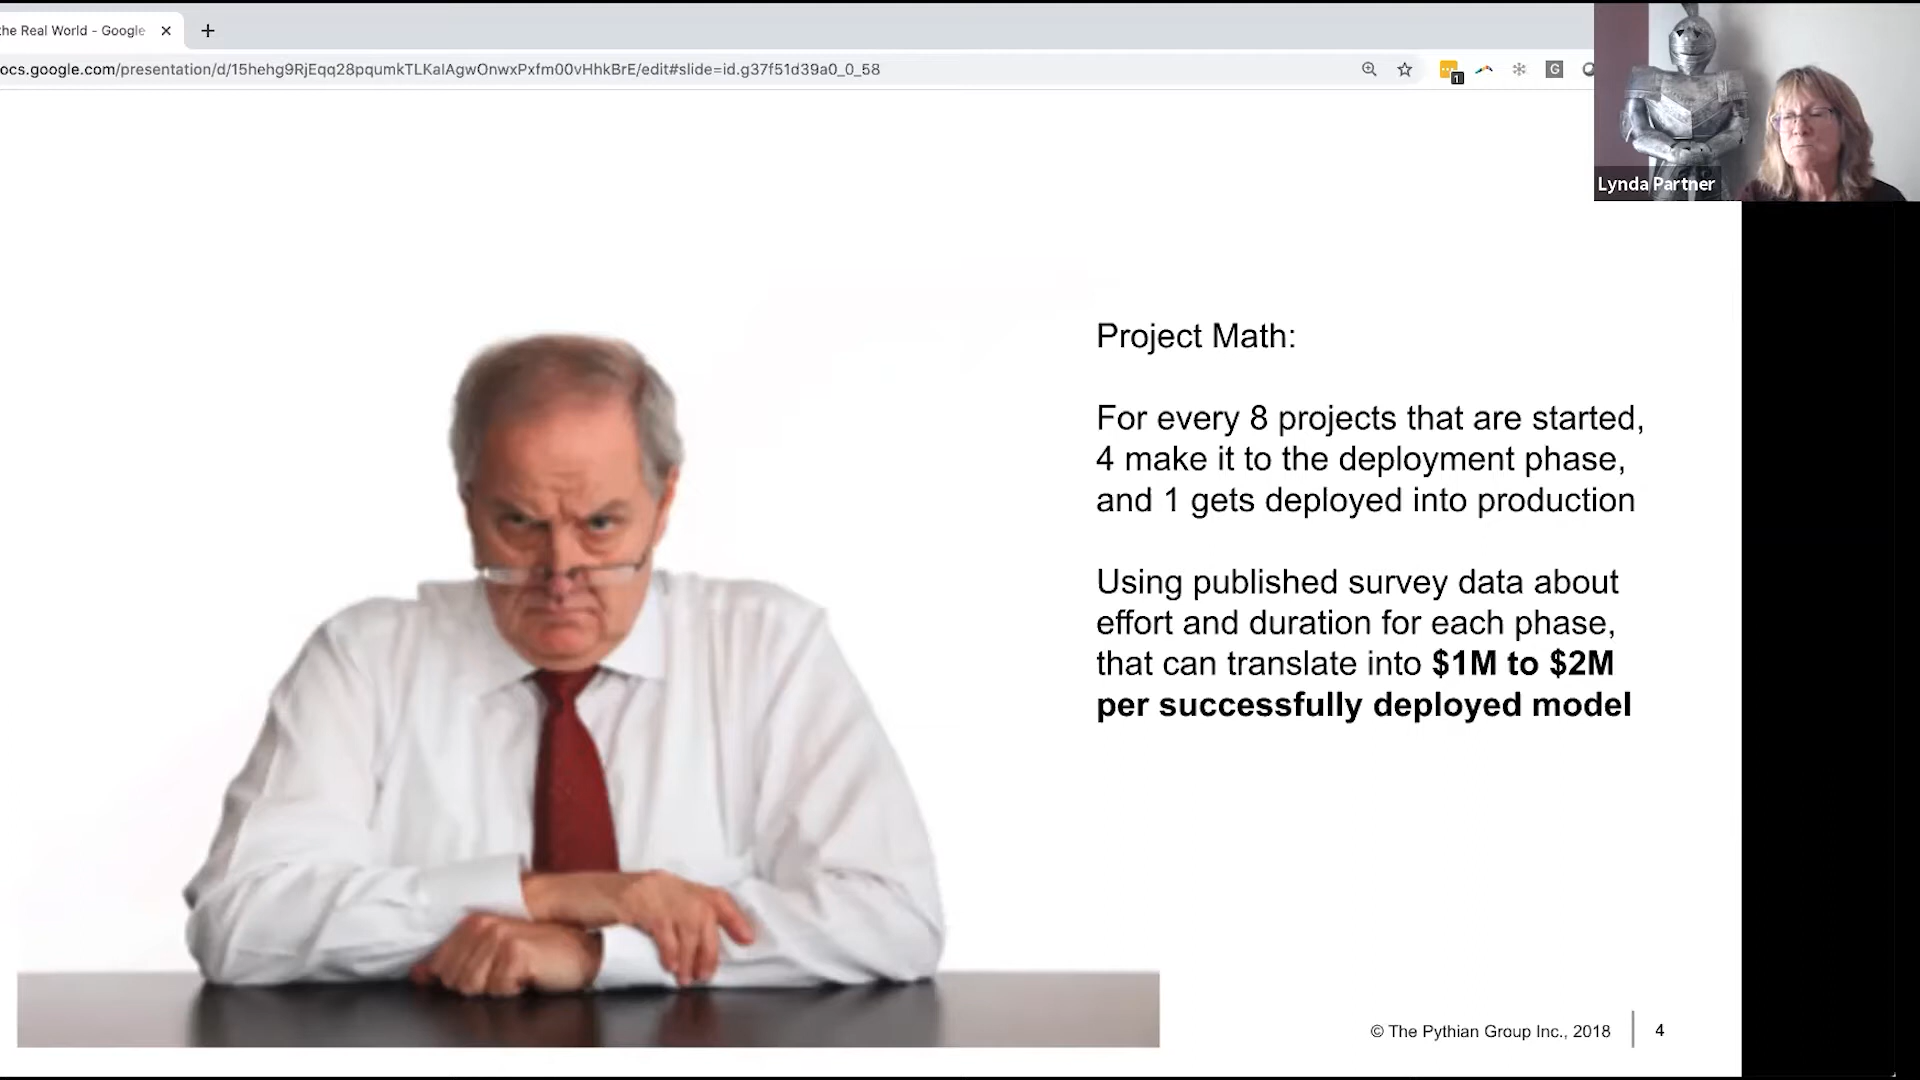 the Real World - Google
ocs.google.com/presentation/d/15hehg9RjEqq28pqumkTLKalAgwOnwxPxfm00vHhkBrE/edit#slide=id.g37f51d39a0_0_58
1
G
Lynda Partner
Project Math:
For every 8 projects that are started,
4 make it to the deployment phase,
and 1 gets deployed into production
Using published survey data about
effort and duration for each phase,
that can translate into $1M to $2M
per successfully deployed model
© The Pythian Group Inc., 2018
4